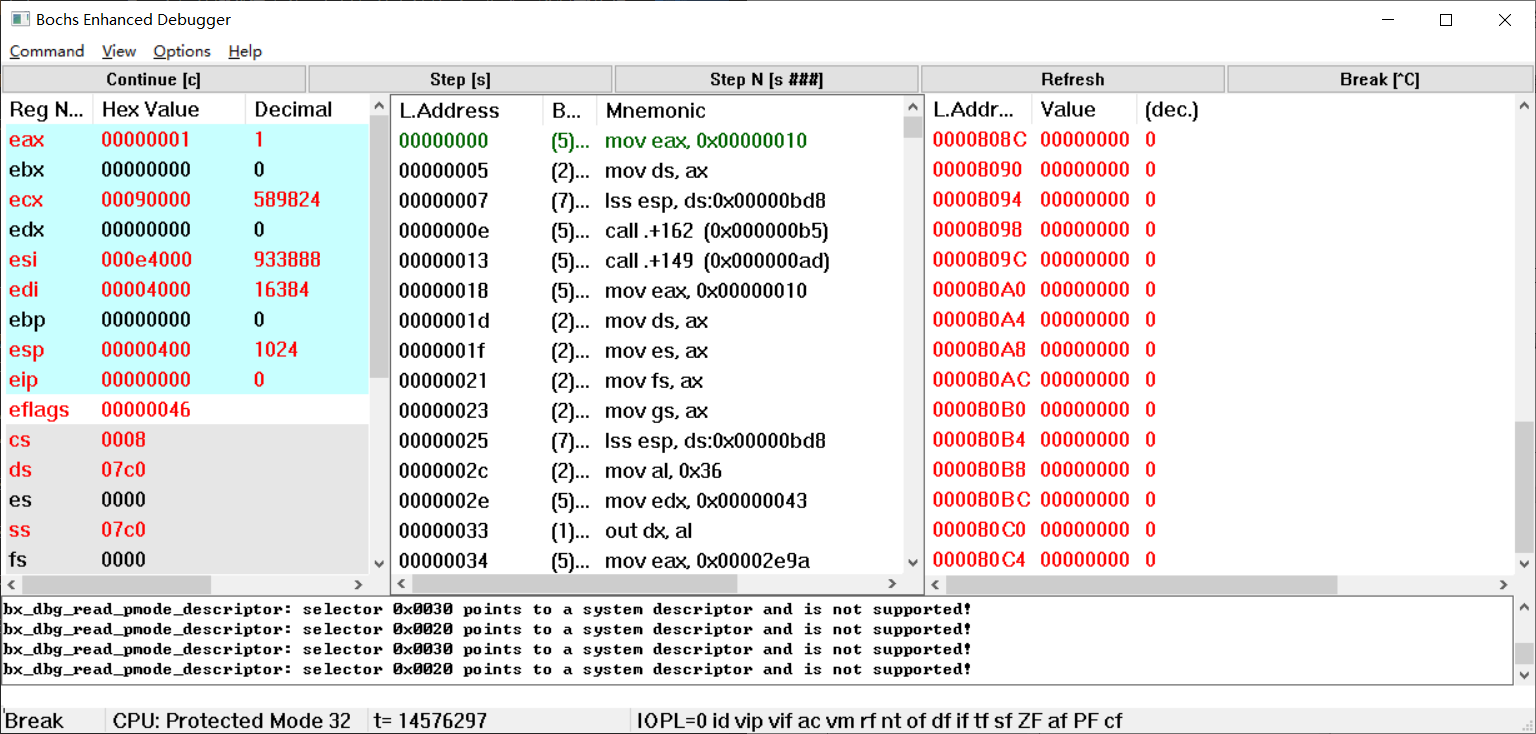 Bochs Enhanced Debugger
Command View Options Help
Continue [c] Step [s] Step N [s ###] Refresh Break [^C]
Reg N... Hex Value Decimal
eax 00000001 1
ebx 00000000 0
ecx 00090000 589824
edx 00000000 0
esi 000e4000 933888
edi 00004000 16384
ebp 00000000 0
esp 00000400 1024
eip 00000000 0
eflags 00000046
cs 0008
ds 07c0
es 0000
ss 07c0
fs 0000
L.Address B... Mnemonic
00000000 (5)... mov eax, 0x00000010
00000005 (2)... mov ds, ax
00000007 (7)... lss esp, ds:0x00000bd8
0000000e (5)... call .+162 (0x000000b5)
00000013 (5)... call .+149 (0x000000ad)
00000018 (5)... mov eax, 0x00000010
0000001d (2)... mov ds, ax
0000001f (2)... mov es, ax
00000021 (2)... mov fs, ax
00000023 (2)... mov gs, ax
00000025 (7)... lss esp, ds:0x00000bd8
0000002c (2)... mov al, 0x36
0000002e (5)... mov edx, 0x00000043
00000033 (1)... out dx, al
00000034 (5)... mov eax, 0x00002e9a
L.Addr... Value (dec.)
0000808C 00000000 0
00008090 00000000 0
00008094 00000000 0
00008098 00000000 0
0000809C 00000000 0
000080A0 00000000 0
000080A4 00000000 0
000080A8 00000000 0
000080AC 00000000 0
000080B0 00000000 0
000080B4 00000000 0
000080B8 00000000 0
000080BC 00000000 0
000080C0 00000000 0
000080C4 00000000 0
bx_dbg_read_pmode_descriptor: selector 0x0030 points to a system descriptor and is not supported!
bx_dbg_read_pmode_descriptor: selector 0x0020 points to a system descriptor and is not supported!
bx_dbg_read_pmode_descriptor: selector 0x0030 points to a system descriptor and is not supported!
bx_dbg_read_pmode_descriptor: selector 0x0020 points to a system descriptor and is not supported!
Break CPU: Protected Mode 32 t= 14576297 IOPL=0 id vip vif ac vm rf nt of df if tf sf ZF af PF cf